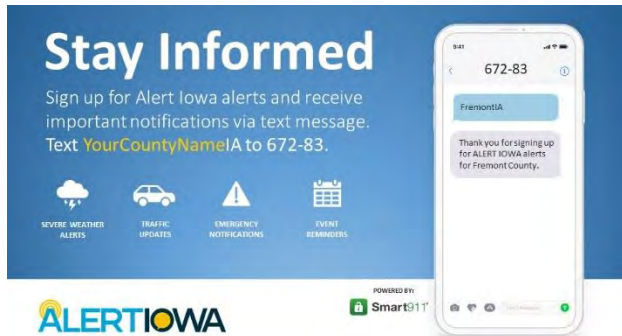 Stay Informed
Sign up for Alert Iowa alerts and receive
important notifications via text message.
Text YourCountyNameIA to 672-83.
SEVERE WEATHER
ALERTS
TRAFFIC
UPDATES
EMERGENCY
NOTIFICATIONS
EVENT
REMINDERS
9:41
672-83
FremontIA
Thank you for signing up
for ALERT IOWA alerts
for Fremont County.
ALERTIOWA
POWERED BY:
Smart911